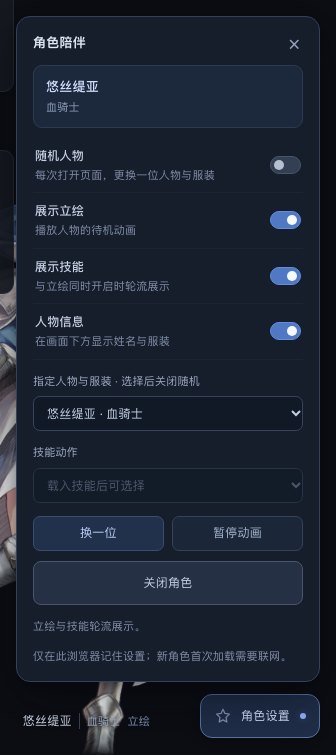 角色陪伴
×
悠丝缇亚
血骑士
随机人物
每次打开页面，更换一位人物与服装
展示立绘
播放人物的待机动画
展示技能
与立绘同时开启时轮流展示
人物信息
在画面下方显示姓名与服装
指定人物与服装 · 选择后关闭随机
悠丝缇亚 · 血骑士
技能动作
载入技能后可选择
换一位
暂停动画
关闭角色
立绘与技能轮流展示。
仅在此浏览器记住设置；新角色首次加载需要联网。
悠丝缇亚 血骑士 立绘
角色设置